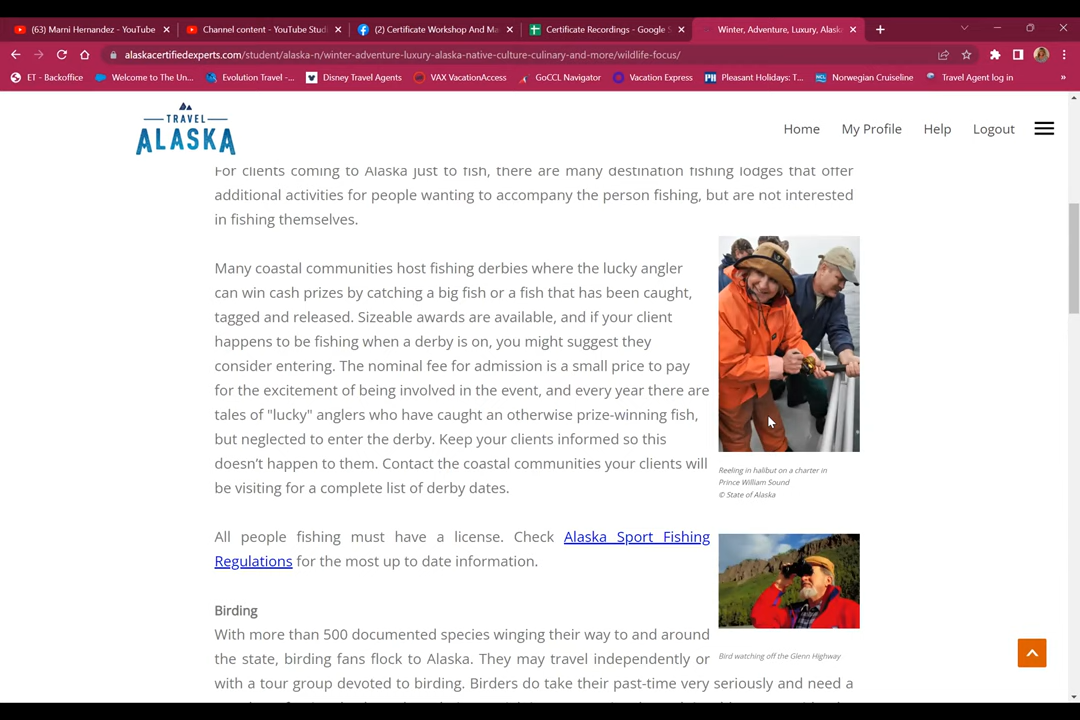 (63) Marni Hernandez - YouTube
Channel content - YouTube Stud
(2) Certificate Workshop And Ma
Certificate Recordings - Google S
Winter, Adventure, Luxury, Alaska
alaskacertifiedexperts.com/student/alaska-n/winter-adventure-luxury-alaska-native-culture-culinary-and-more/wildlife-focus/
ET - Backoffice
Welcome to The Un...
Evolution Travel -...
Disney Travel Agents
VAX VacationAccess
GoCCL Navigator
Vacation Express
Pleasant Holidays: T...
Norwegian Cruiseline
Travel Agent log in
»
TRAVEL
ALASKA
Home
My Profile
Help
Logout
For clients coming to Alaska just to fish, there are many destination fishing lodges that offer
additional activities for people wanting to accompany the person fishing, but are not interested
in fishing themselves.
Many coastal communities host fishing derbies where the lucky angler
can win cash prizes by catching a big fish or a fish that has been caught,
tagged and released. Sizeable awards are available, and if your client
happens to be fishing when a derby is on, you might suggest they
consider entering. The nominal fee for admission is a small price to pay
for the excitement of being involved in the event, and every year there are
tales of "lucky" anglers who have caught an otherwise prize-winning fish,
but neglected to enter the derby. Keep your clients informed so this
doesn't happen to them. Contact the coastal communities your clients will
be visiting for a complete list of derby dates.
Reeling in halibut on a charter in
Prince William Sound
© State of Alaska
All people fishing must have a license. Check Alaska Sport Fishing
Regulations for the most up to date information.
Birding
With more than 500 documented species winging their way to and around
the state, birding fans flock to Alaska. They may travel independently or
with a tour group devoted to birding. Birders do take their past-time very seriously and need a
Bird watching off the Glenn Highway